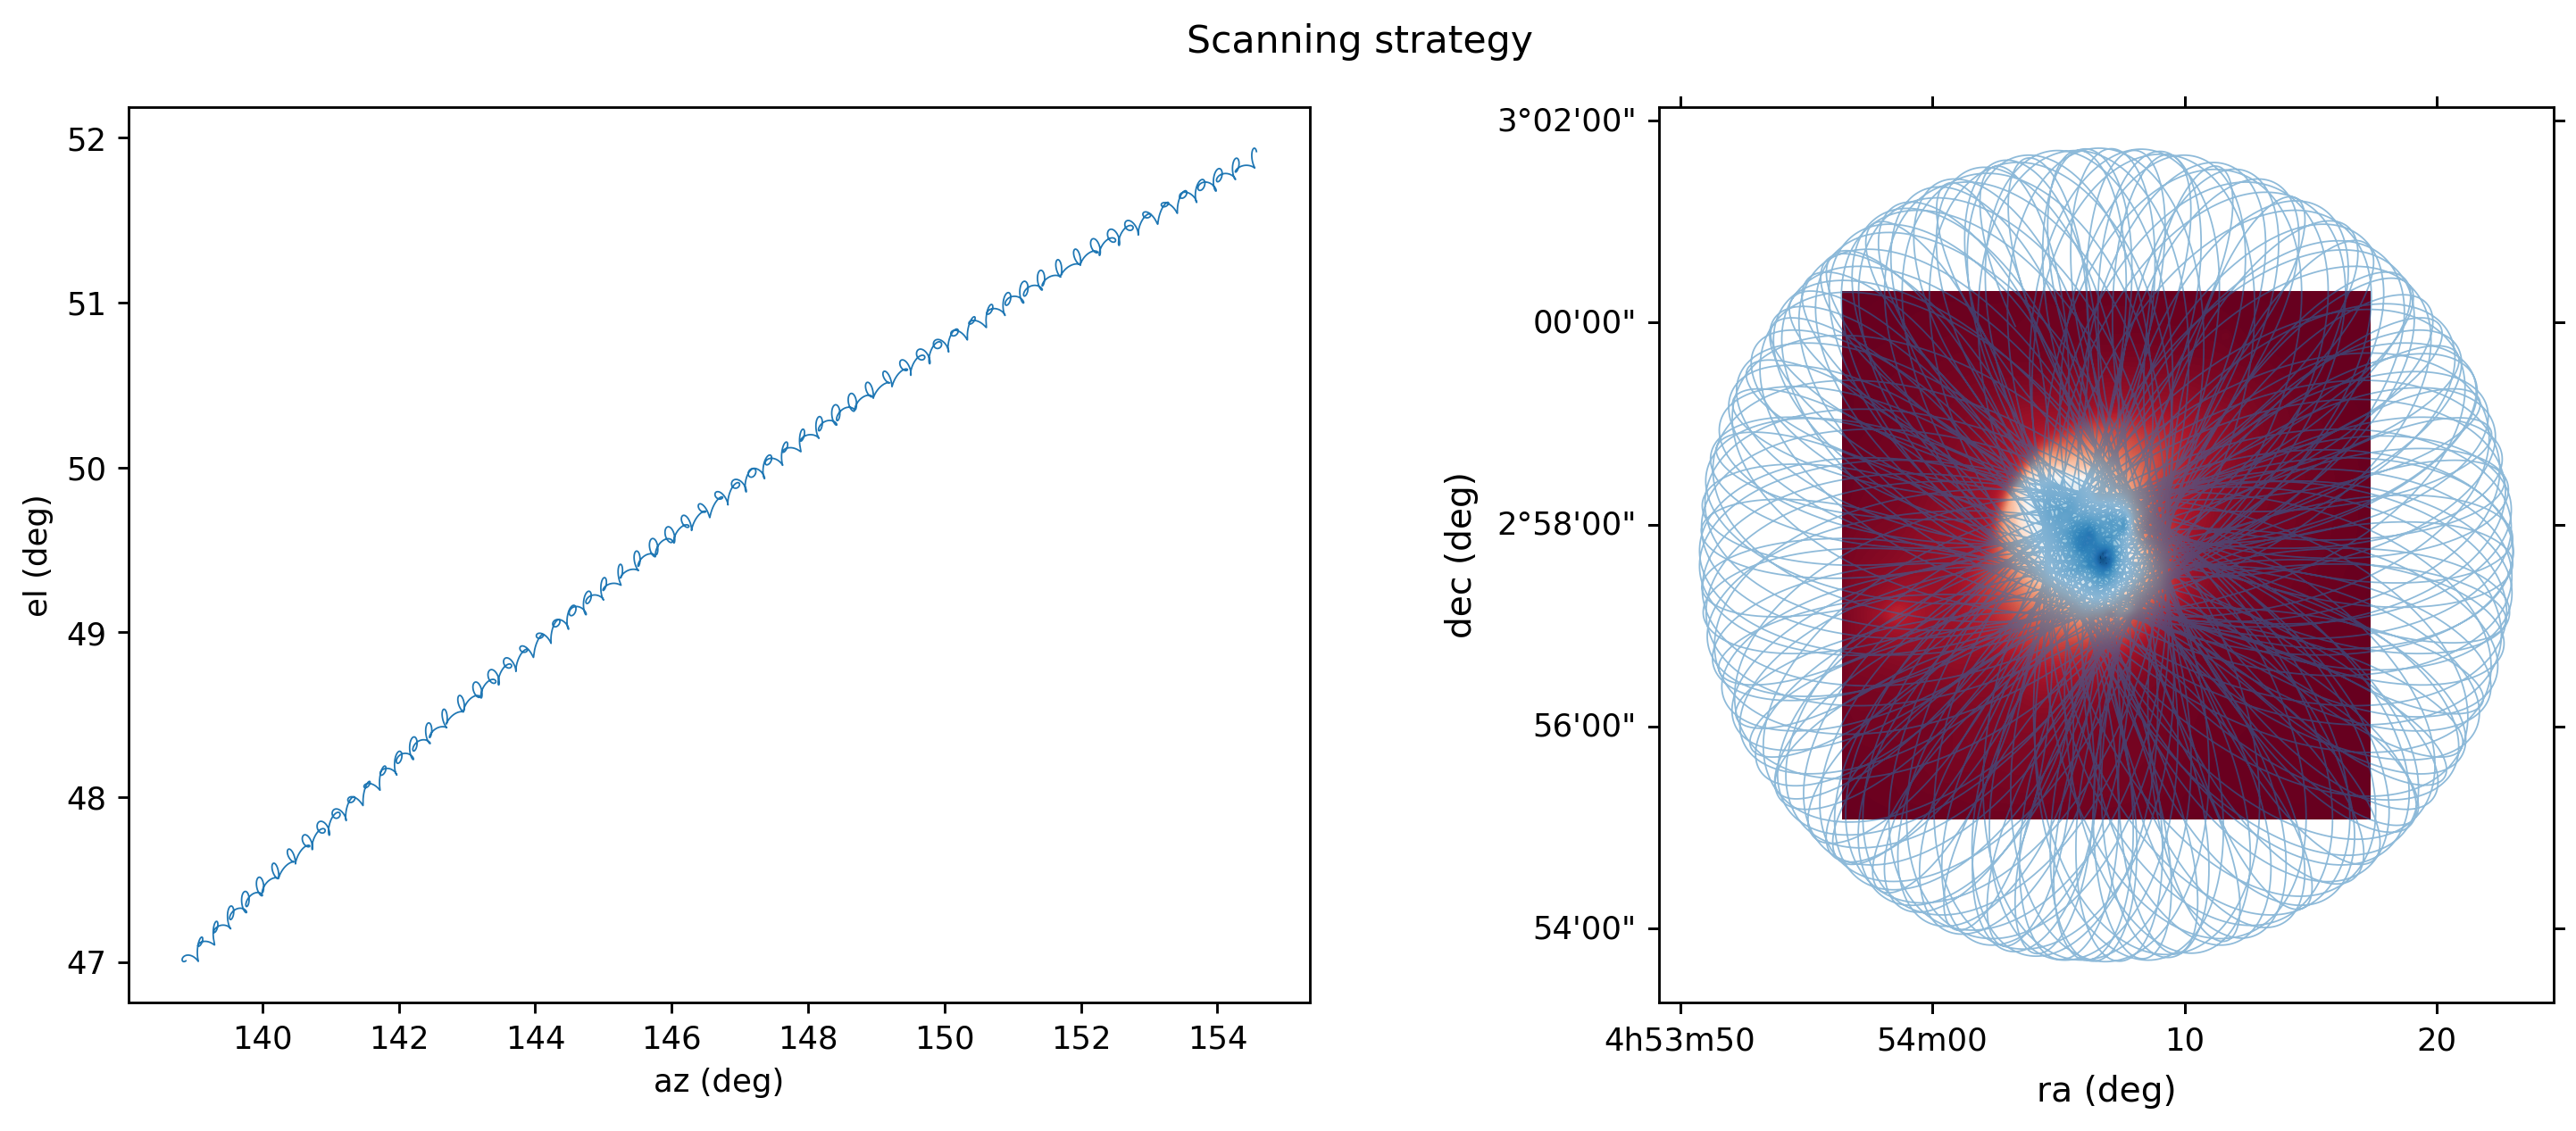 Scanning strategy
52
51
50
49
48
47
el (deg)
140 142 144 146 148 150 152 154
az (deg)
3°02'00"
00'00"
2°58'00"
56'00"
54'00"
dec (deg)
4h53m50 54m00 10 20
ra (deg)